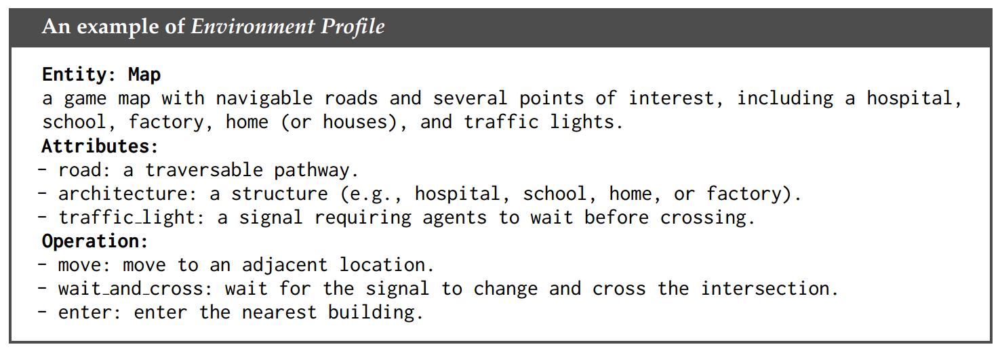 An example of Environment Profile
Entity: Map
a game map with navigable roads and several points of interest, including a hospital,
school, factory, home (or houses), and traffic lights.
Attributes:
- road: a traversable pathway.
- architecture: a structure (e.g., hospital, school, home, or factory).
- traffic_light: a signal requiring agents to wait before crossing.
Operation:
- move: move to an adjacent location.
- wait_and_cross: wait for the signal to change and cross the intersection.
- enter: enter the nearest building.